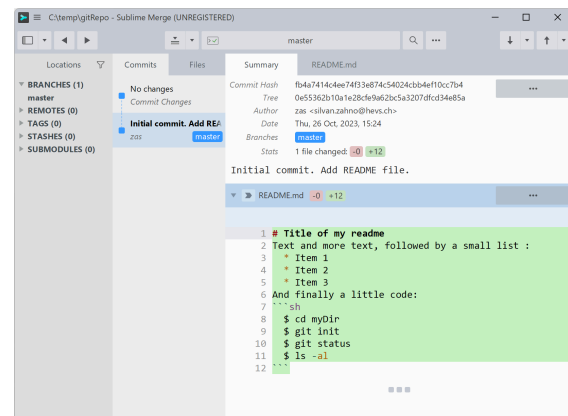 C:\temp\gitRepo - Sublime Merge (UNREGISTERED)
master
Locations
Commits
Files
Summary
README.md
BRANCHES (1)
master
REMOTES (0)
TAGS (0)
STASHES (0)
SUBMODULES (0)
No changes
Commit Changes
Initial commit. Add REA
zas master
Commit Hash fb4a7414c4ee74f33e874c54024cbb4ef10cc7b4
Tree 0e55362b10a1e28cfe9a62bc5a3207dfcd34e85a
Author zas <silvan.zahno@hevs.ch>
Date Thu, 26 Oct, 2023, 15:24
Branches master
Stats 1 file changed: -0 +12
Initial commit. Add README file.
README.md -0 +12
1 # Title of my readme
2 Text and more text, followed by a small list :
3 * Item 1
4 * Item 2
5 * Item 3
6 And finally a little code:
7 ```sh
8 $ cd myDir
9 $ git init
10 $ git status
11 $ ls -al
12 ```